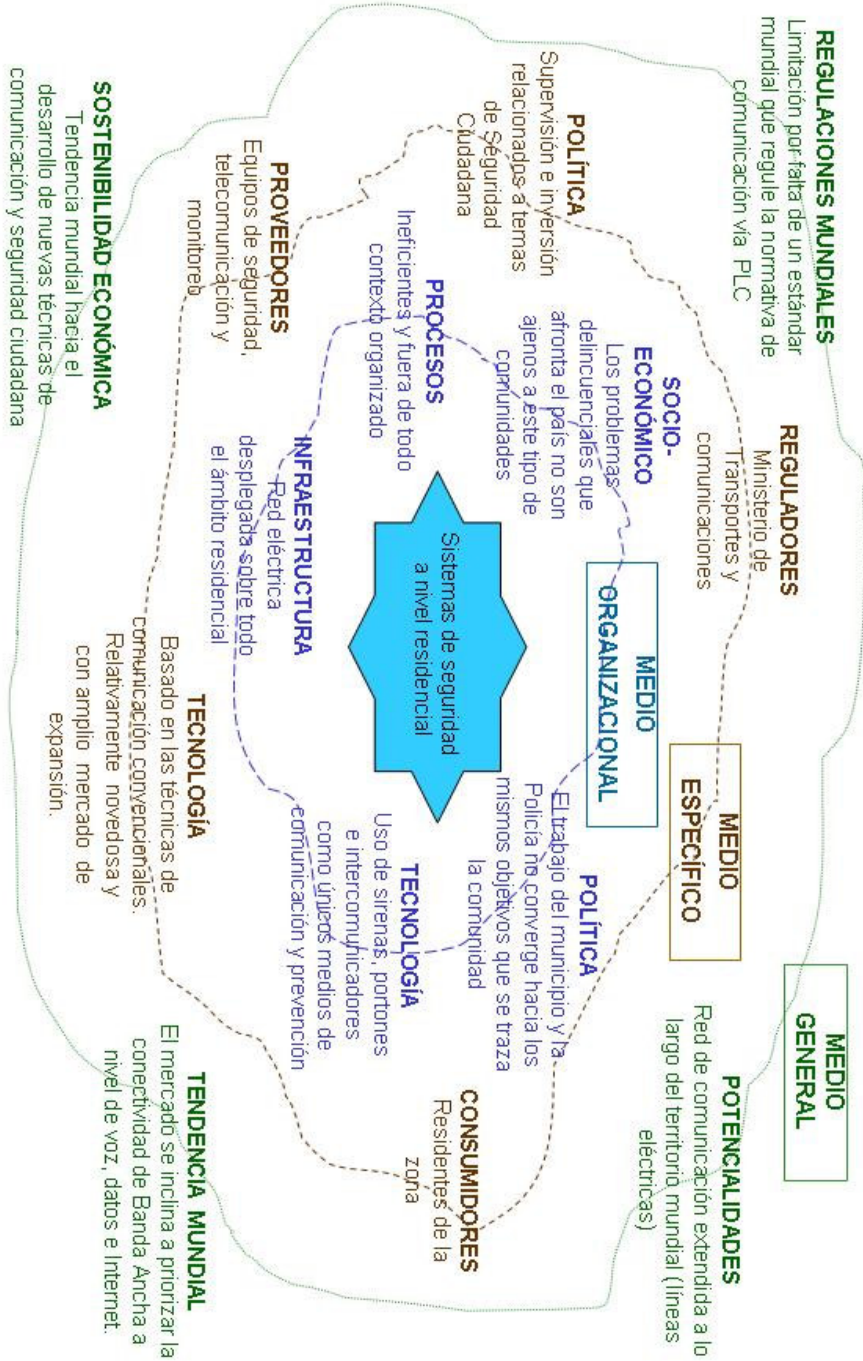 REGULACIONES MUNDIALES
Limitación por falta de un estándar
mundial que regule la normativa de
comunicación vía PLC
REGULADORES
Ministerio de
Transportes y
comunicaciones
MEDIO
GENERAL
POTENCIALIDADES
Red de comunicación extendida a lo
largo del territorio mundial (líneas
eléctricas)
MEDIO
ESPECÍFICO
POLÍTICA
Supervisión e inversión
relacionados a temas
de Seguridad
Ciudadana
SOCIO-
ECONÓMICO
Los problemas
delincuenciales que
afronta el país no son
ajenos a este tipo de
comunidades
MEDIO
ORGANIZACIONAL
POLÍTICA
El trabajo del municipio y la
Policía no converge hacia los
mismos objetivos que se traza
la comunidad
CONSUMIDORES
Residentes de la
zona
PROCESOS
Ineficientes y fuera de todo
contexto organizado
Sistemas de seguridad
a nivel residencial
TECNOLOGÍA
Uso de sirenas, portones
e intercomunicadores
como únicos medios de
comunicación y prevención
PROVEEDORES
Equipos de seguridad,
telecomunicación y
monitoreo
INFRAESTRUCTURA
Red eléctrica
desplegada sobre todo
el ámbito residencial
TECNOLOGÍA
Basado en las técnicas de
comunicación convencionales.
Relativamente novedosa y
con amplio mercado de
expansión.
SOSTENIBILIDAD ECONÓMICA
Tendencia mundial hacia el
desarrollo de nuevas técnicas de
comunicación y seguridad ciudadana
TENDENCIA MUNDIAL
El mercado se inclina a priorizar la
conectividad de Banda Ancha a
nivel de voz, datos e Internet.